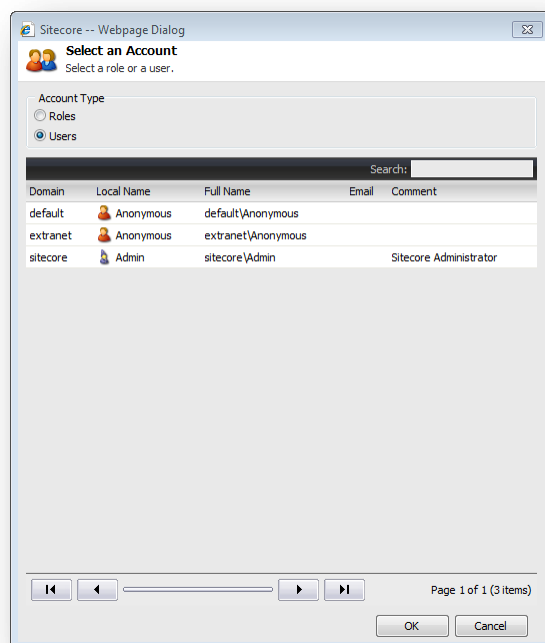 Sitecore -- Webpage Dialog
Select an Account
Select a role or a user.
Account Type
Roles
Users
Search:
Domain Local Name Full Name Email Comment
default Anonymous default\Anonymous
extranet Anonymous extranet\Anonymous
sitecore Admin sitecore\Admin Sitecore Administrator
Page 1 of 1 (3 items)
OK Cancel